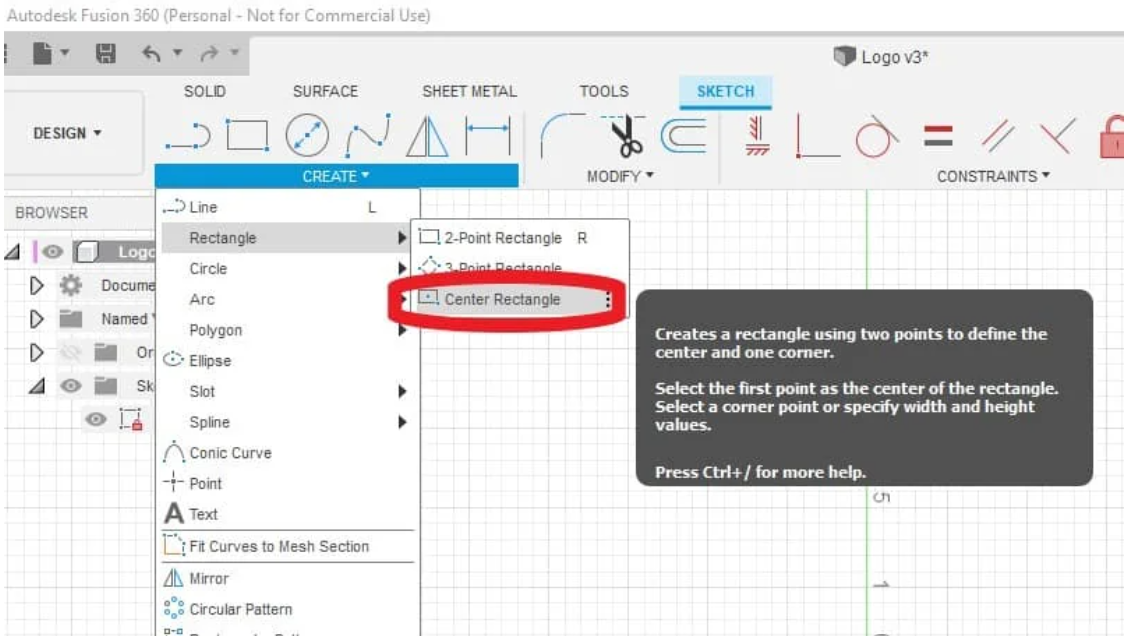 Autodesk Fusion 360 (Personal - Not for Commercial Use)
Logo v3*
SOLID SURFACE SHEET METAL TOOLS SKETCH
DESIGN
CREATE MODIFY CONSTRAINTS
BROWSER
Line L
Rectangle
2-Point Rectangle R
Circle
3-Point Rectangle
Arc
Center Rectangle
Polygon
Ellipse
Slot
Spline
Conic Curve
Point
A Text
Fit Curves to Mesh Section
Mirror
Circular Pattern
Logo
Docume
Named
Or
Sk
Creates a rectangle using two points to define the
center and one corner.
Select the first point as the center of the rectangle.
Select a corner point or specify width and height
values.
Press Ctrl+/ for more help.
5